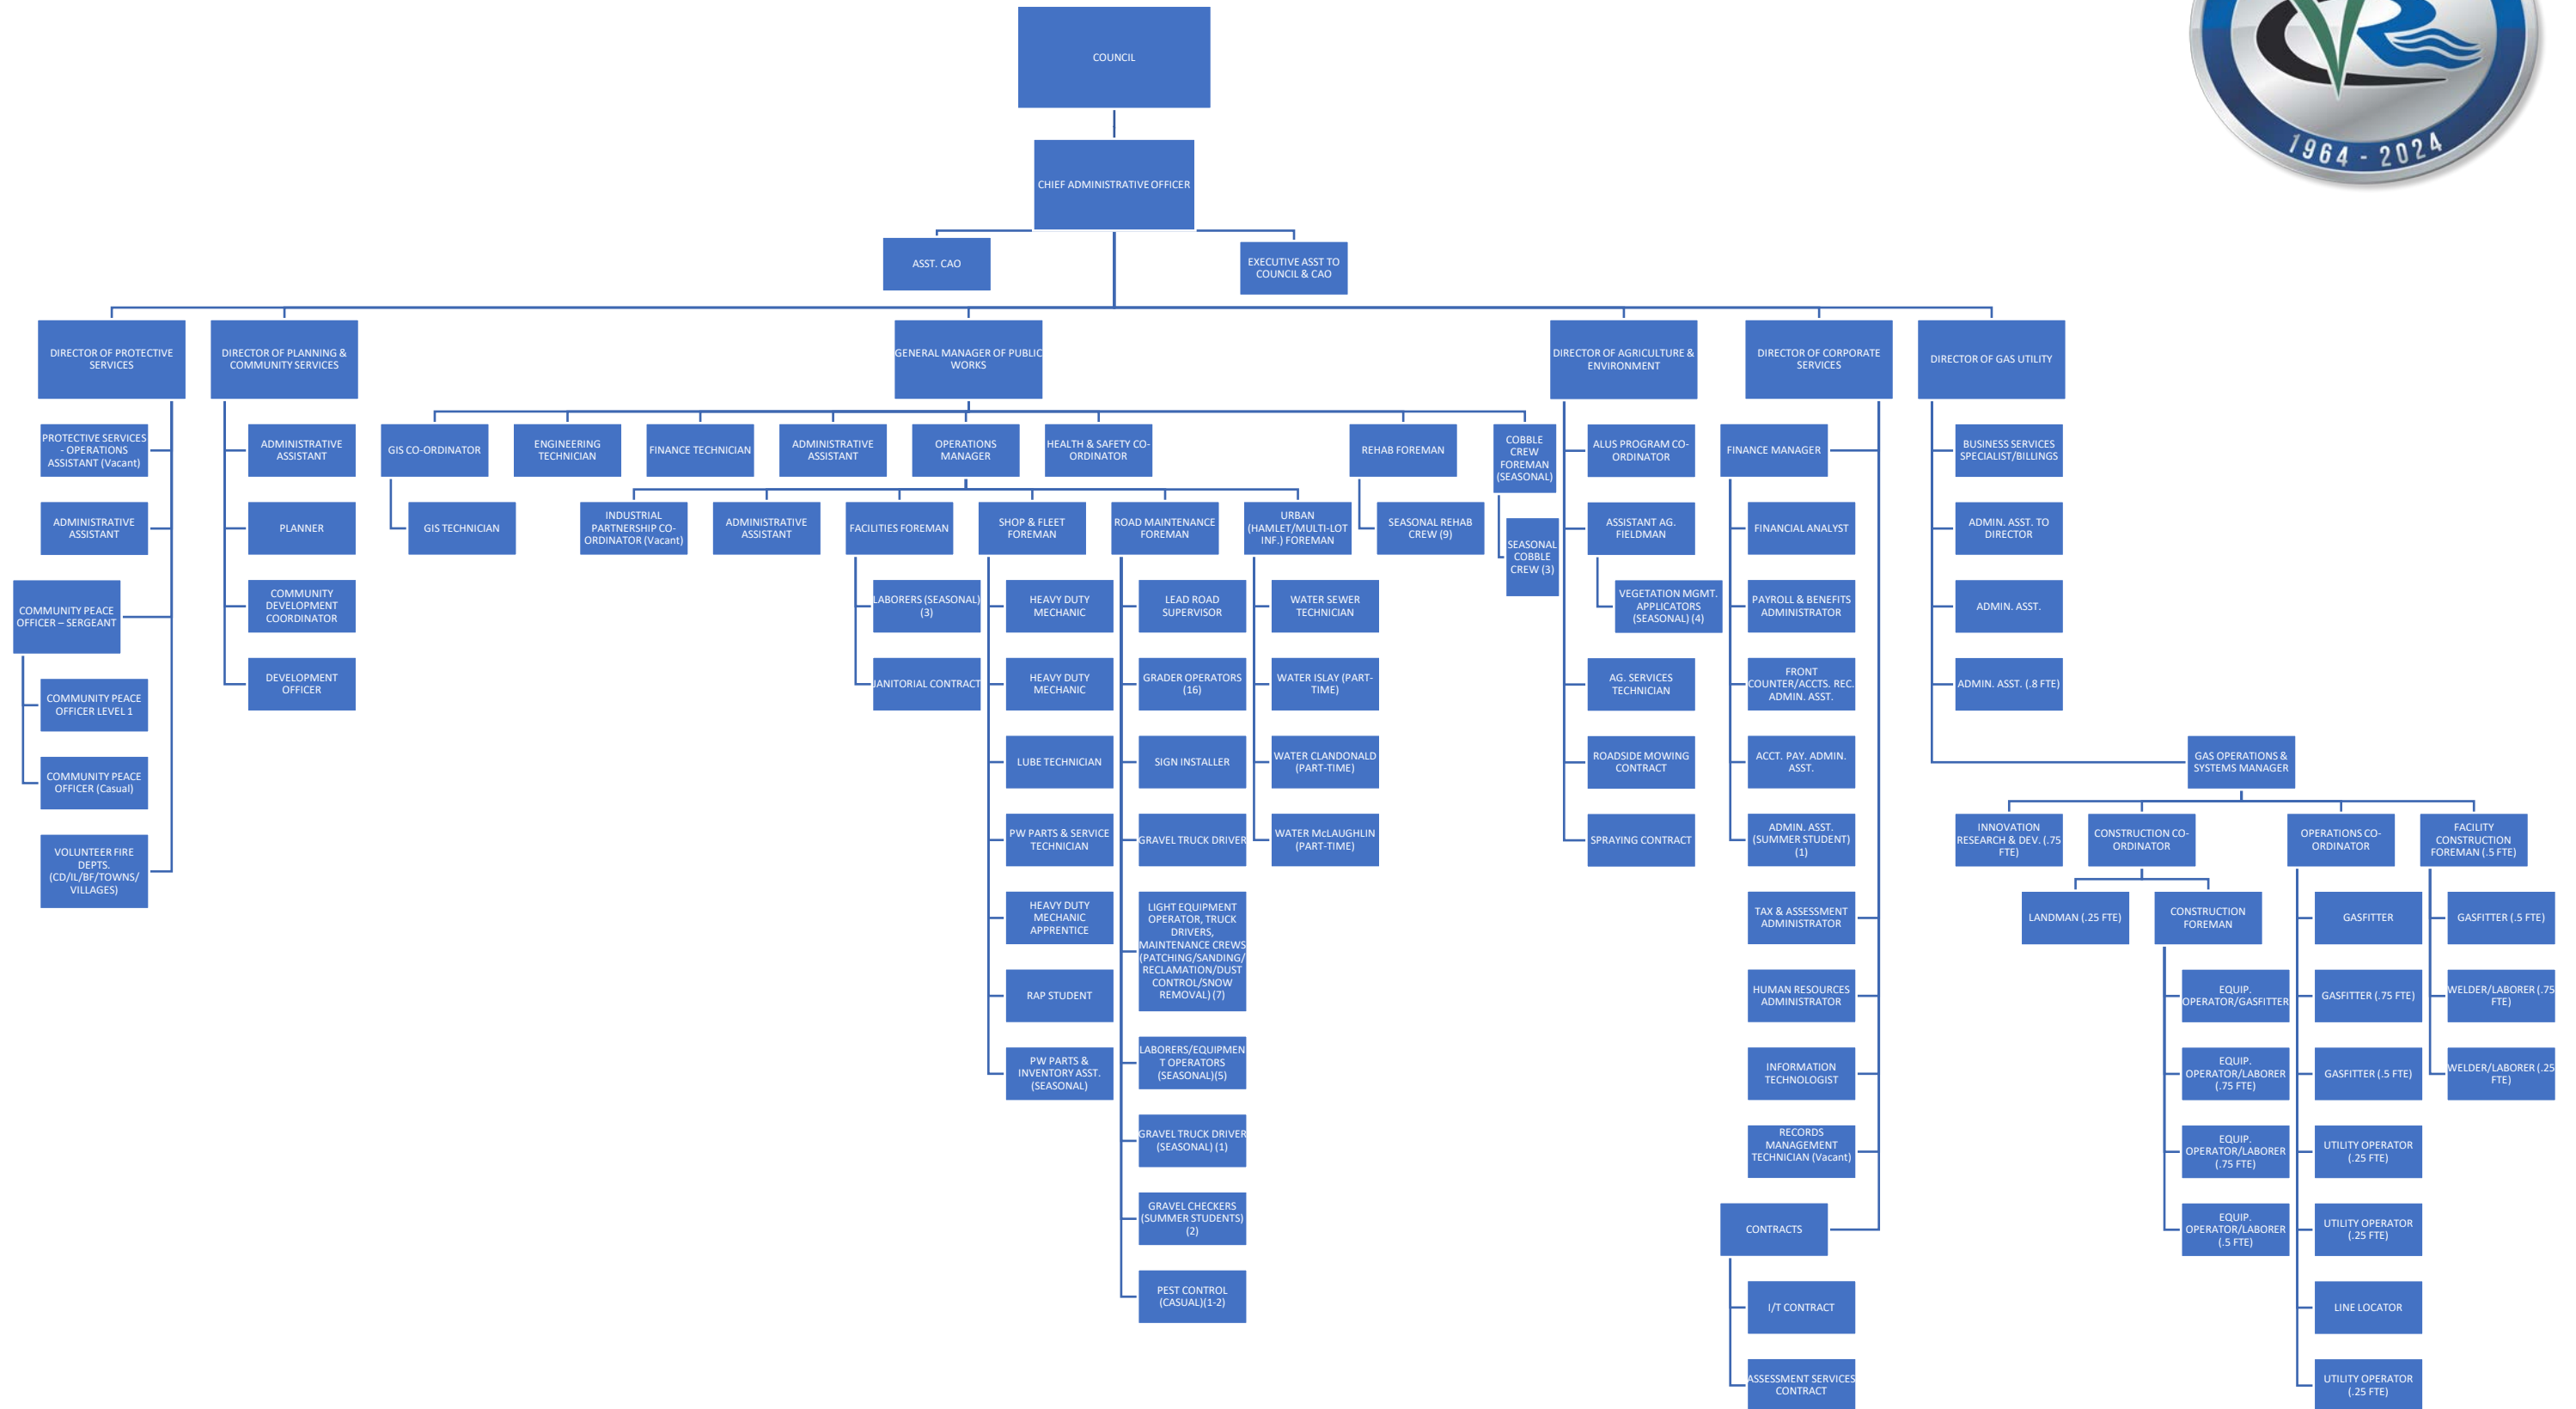 1964 - 2024
COUNCIL
CHIEF ADMINISTRATIVE OFFICER
ASST. CAO
EXECUTIVE ASST TO
COUNCIL & CAO
DIRECTOR OF PROTECTIVE
SERVICES
PROTECTIVE SERVICES
- OPERATIONS
ASSISTANT (Vacant)
ADMINISTRATIVE
ASSISTANT
COMMUNITY PEACE
OFFICER – SERGEANT
COMMUNITY PEACE
OFFICER LEVEL 1
COMMUNITY PEACE
OFFICER (Casual)
VOLUNTEER FIRE
DEPTS.
(CD/IL/BF/TOWNS/
VILLAGES)
DIRECTOR OF PLANNING &
COMMUNITY SERVICES
ADMINISTRATIVE
ASSISTANT
PLANNER
COMMUNITY
DEVELOPMENT
COORDINATOR
DEVELOPMENT
OFFICER
GENERAL MANAGER OF PUBLIC
WORKS
GIS CO-ORDINATOR
GIS TECHNICIAN
ENGINEERING
TECHNICIAN
FINANCE TECHNICIAN
ADMINISTRATIVE
ASSISTANT
OPERATIONS
MANAGER
INDUSTRIAL
PARTNERSHIP CO-
ORDINATOR (Vacant)
ADMINISTRATIVE
ASSISTANT
FACILITIES FOREMAN
LABORERS (SEASONAL)
(3)
JANITORIAL CONTRACT
SHOP & FLEET
FOREMAN
HEAVY DUTY
MECHANIC
HEAVY DUTY
MECHANIC
LUBE TECHNICIAN
PW PARTS & SERVICE
TECHNICIAN
HEAVY DUTY
MECHANIC
APPRENTICE
RAP STUDENT
PW PARTS &
INVENTORY ASST.
(SEASONAL)
ROAD MAINTENANCE
FOREMAN
LEAD ROAD
SUPERVISOR
GRADER OPERATORS
(16)
SIGN INSTALLER
GRAVEL TRUCK DRIVER
LIGHT EQUIPMENT
OPERATOR, TRUCK
DRIVERS,
MAINTENANCE CREWS
(PATCHING/SANDING/
RECLAMATION/DUST
CONTROL/SNOW
REMOVAL) (7)
LABORERS/EQUIPMEN
T OPERATORS
(SEASONAL)(5)
GRAVEL TRUCK DRIVER
(SEASONAL) (1)
GRAVEL CHECKERS
(SUMMER STUDENTS)
(2)
PEST CONTROL
(CASUAL)(1-2)
URBAN
(HAMLET/MULTI-LOT
INF.) FOREMAN
WATER SEWER
TECHNICIAN
WATER ISLAY (PART-
TIME)
WATER CLANDONALD
(PART-TIME)
WATER McLAUGHLIN
(PART-TIME)
HEALTH & SAFETY CO-
ORDINATOR
REHAB FOREMAN
SEASONAL REHAB
CREW (9)
COBBLE
CREW
FOREMAN
(SEASONAL)
SEASONAL
COBBLE
CREW (3)
DIRECTOR OF AGRICULTURE &
ENVIRONMENT
ALUS PROGRAM CO-
ORDINATOR
ASSISTANT AG.
FIELDMAN
VEGETATION MGMT.
APPLICATORS
(SEASONAL) (4)
AG. SERVICES
TECHNICIAN
ROADSIDE MOWING
CONTRACT
SPRAYING CONTRACT
DIRECTOR OF CORPORATE
SERVICES
FINANCE MANAGER
FINANCIAL ANALYST
PAYROLL & BENEFITS
ADMINISTRATOR
FRONT
COUNTER/ACCTS. REC.
ADMIN. ASST.
ACCT. PAY. ADMIN.
ASST.
ADMIN. ASST.
(SUMMER STUDENT)
(1)
TAX & ASSESSMENT
ADMINISTRATOR
HUMAN RESOURCES
ADMINISTRATOR
INFORMATION
TECHNOLOGIST
RECORDS
MANAGEMENT
TECHNICIAN (Vacant)
CONTRACTS
I/T CONTRACT
ASSESSMENT SERVICES
CONTRACT
DIRECTOR OF GAS UTILITY
BUSINESS SERVICES
SPECIALIST/BILLINGS
ADMIN. ASST. TO
DIRECTOR
ADMIN. ASST.
ADMIN. ASST. (.8 FTE)
GAS OPERATIONS &
SYSTEMS MANAGER
INNOVATION
RESEARCH & DEV. (.75
FTE)
CONSTRUCTION CO-
ORDINATOR
LANDMAN (.25 FTE)
CONSTRUCTION
FOREMAN
EQUIP.
OPERATOR/GASFITTER
EQUIP.
OPERATOR/LABORER
(.75 FTE)
EQUIP.
OPERATOR/LABORER
(.75 FTE)
EQUIP.
OPERATOR/LABORER
(.5 FTE)
OPERATIONS CO-
ORDINATOR
GASFITTER
GASFITTER (.75 FTE)
GASFITTER (.5 FTE)
UTILITY OPERATOR
(.25 FTE)
UTILITY OPERATOR
(.25 FTE)
LINE LOCATOR
UTILITY OPERATOR
(.25 FTE)
FACILITY
CONSTRUCTION
FOREMAN (.5 FTE)
GASFITTER (.5 FTE)
WELDER/LABORER (.75
FTE)
WELDER/LABORER (.25
FTE)